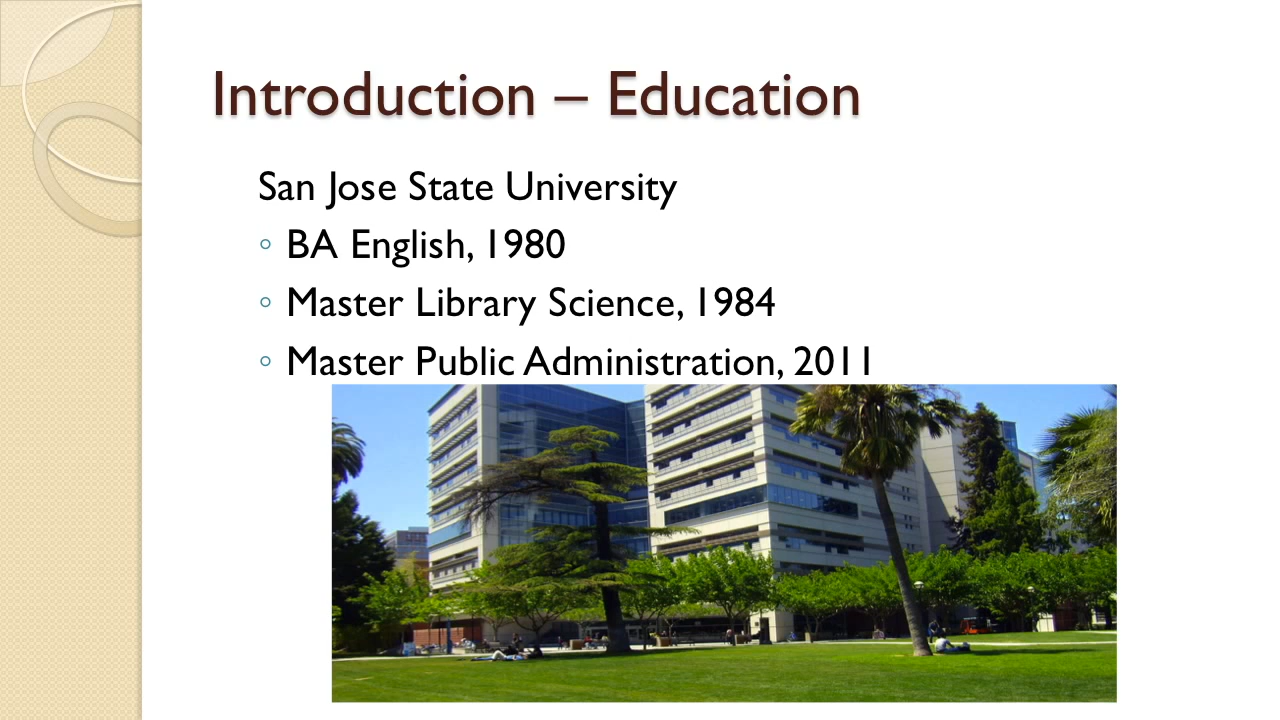 Introduction – Education
San Jose State University
◦ BA English, 1980
◦ Master Library Science, 1984
◦ Master Public Administration, 2011